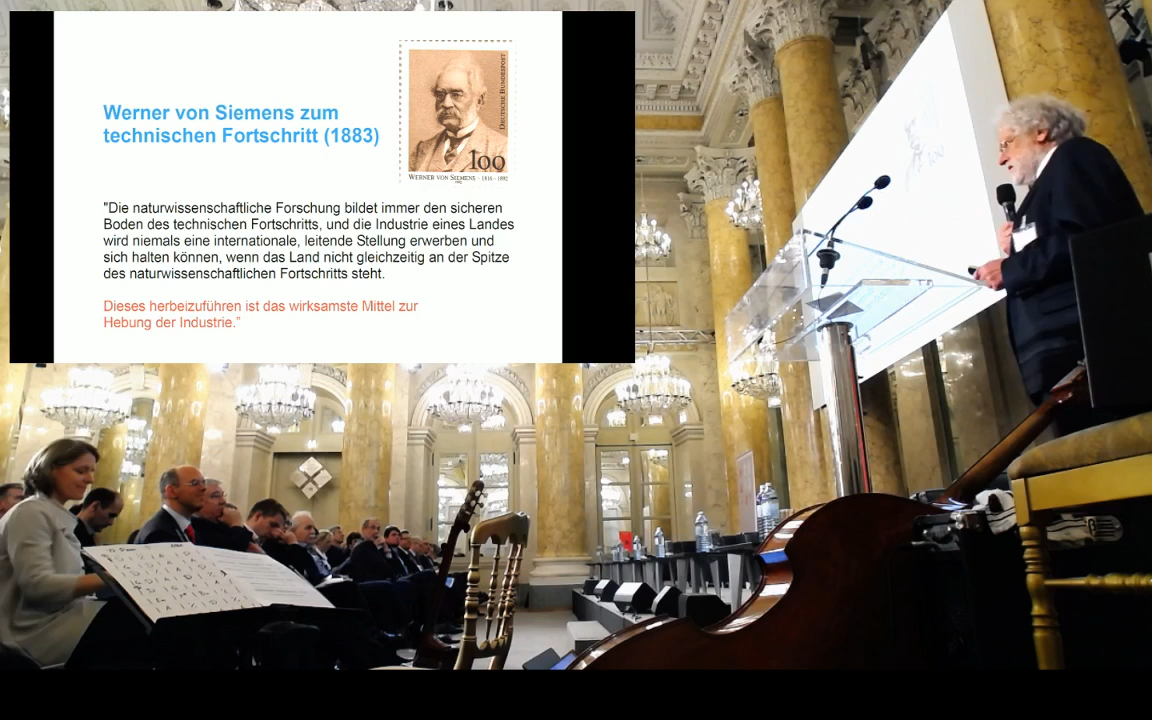 Werner von Siemens zum
technischen Fortschritt (1883)
DEUTSCHE BUNDESPOST
100
WERNER VON SIEMENS · 1816 – 1892
1992
"Die naturwissenschaftliche Forschung bildet immer den sicheren
Boden des technischen Fortschritts, und die Industrie eines Landes
wird niemals eine internationale, leitende Stellung erwerben und
sich halten können, wenn das Land nicht gleichzeitig an der Spitze
des naturwissenschaftlichen Fortschritts steht.
Dieses herbeizuführen ist das wirksamste Mittel zur
Hebung der Industrie."
100